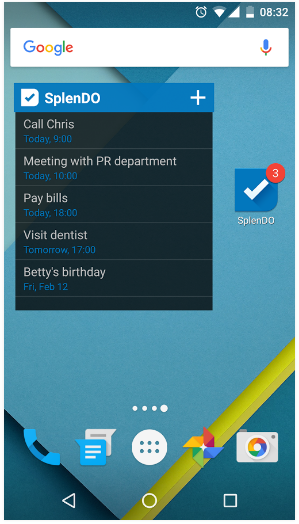 08:32
Google
SplenDO
Call Chris
Today, 9:00
Meeting with PR department
Today, 10:00
Pay bills
Today, 18:00
Visit dentist
Tomorrow, 17:00
Betty's birthday
Fri, Feb 12
3
SplenDO